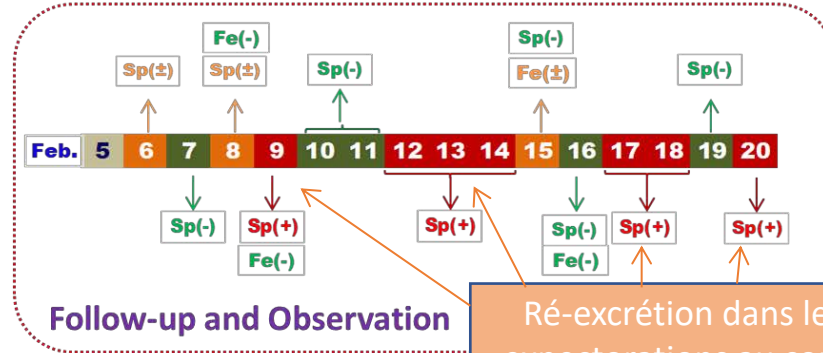 Fe(-) Sp(-)
Sp(±) Sp(±) Sp(-) Fe(±) Sp(-)
Feb. 5 6 7 8 9 10 11 12 13 14 15 16 17 18 19 20
Sp(-) Sp(+) Sp(+) Sp(-) Sp(+) Sp(+)
Fe(-) Fe(-)
Follow-up and Observation
Ré-excrétion dans le